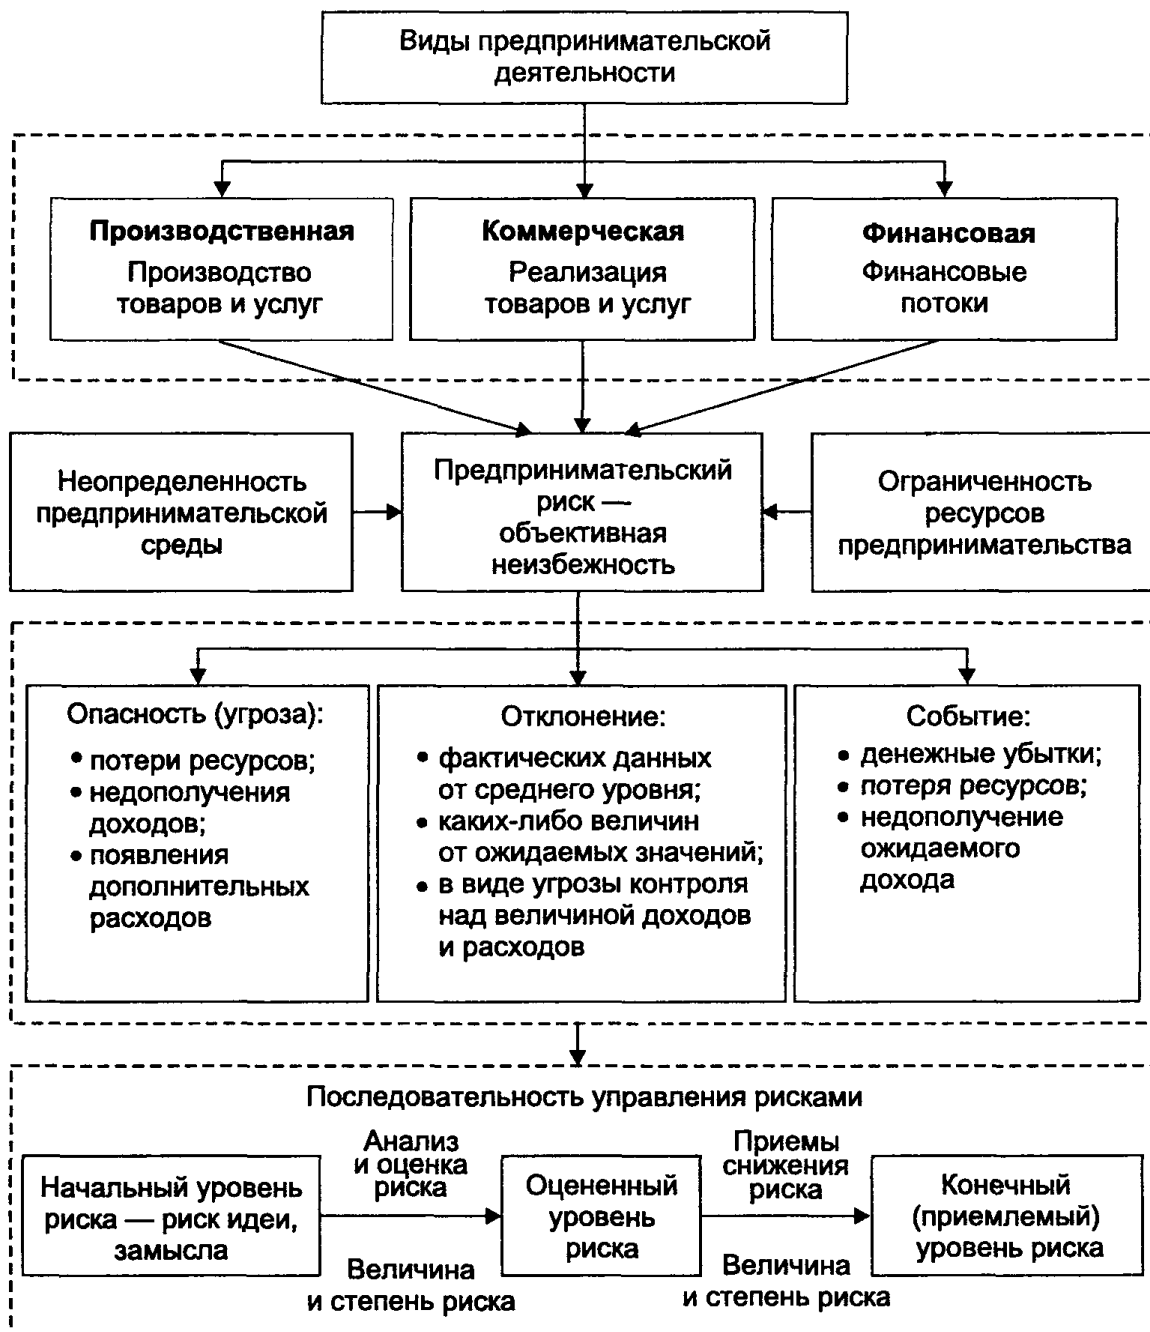 Виды предпринимательской
деятельности
Производственная
Производство
товаров и услуг
Коммерческая
Реализация
товаров и услуг
Финансовая
Финансовые
потоки
Неопределенность
предпринимательской
среды
Предпринимательский
риск —
объективная
неизбежность
Ограниченность
ресурсов
предпринимательства
Опасность (угроза):
• потери ресурсов;
• недополучения
доходов;
• появления
дополнительных
расходов
Отклонение:
• фактических данных
от среднего уровня;
• каких-либо величин
от ожидаемых значений;
• в виде угрозы контроля
над величиной доходов
и расходов
Событие:
• денежные убытки;
• потеря ресурсов;
• недополучение
ожидаемого
дохода
Последовательность управления рисками
Начальный уровень
риска — риск идеи,
замысла
Анализ
и оценка
риска
Величина
и степень риска
Оцененный
уровень
риска
Приемы
снижения
риска
Величина
и степень риска
Конечный
(приемлемый)
уровень риска